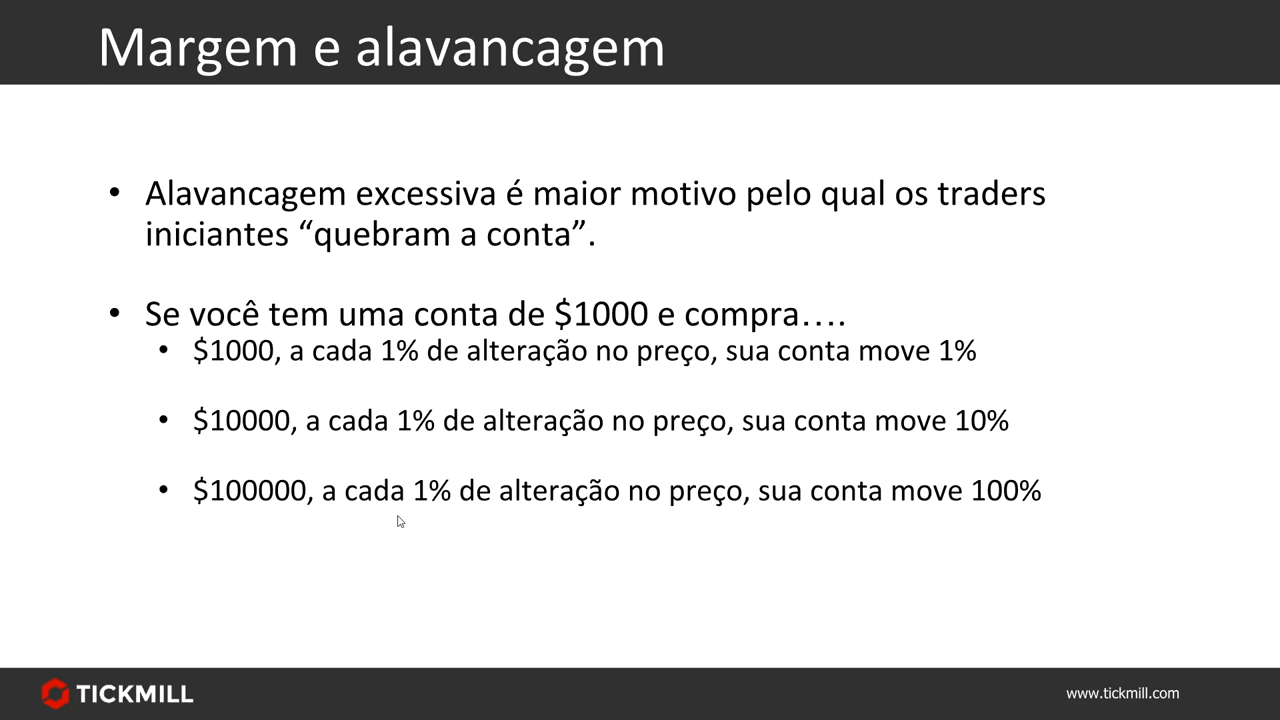 Margem e alavancagem
• Alavancagem excessiva é maior motivo pelo qual os traders
iniciantes “quebram a conta”.
• Se você tem uma conta de $1000 e compra….
• $1000, a cada 1% de alteração no preço, sua conta move 1%
• $10000, a cada 1% de alteração no preço, sua conta move 10%
• $100000, a cada 1% de alteração no preço, sua conta move 100%
TICKMILL
www.tickmill.com